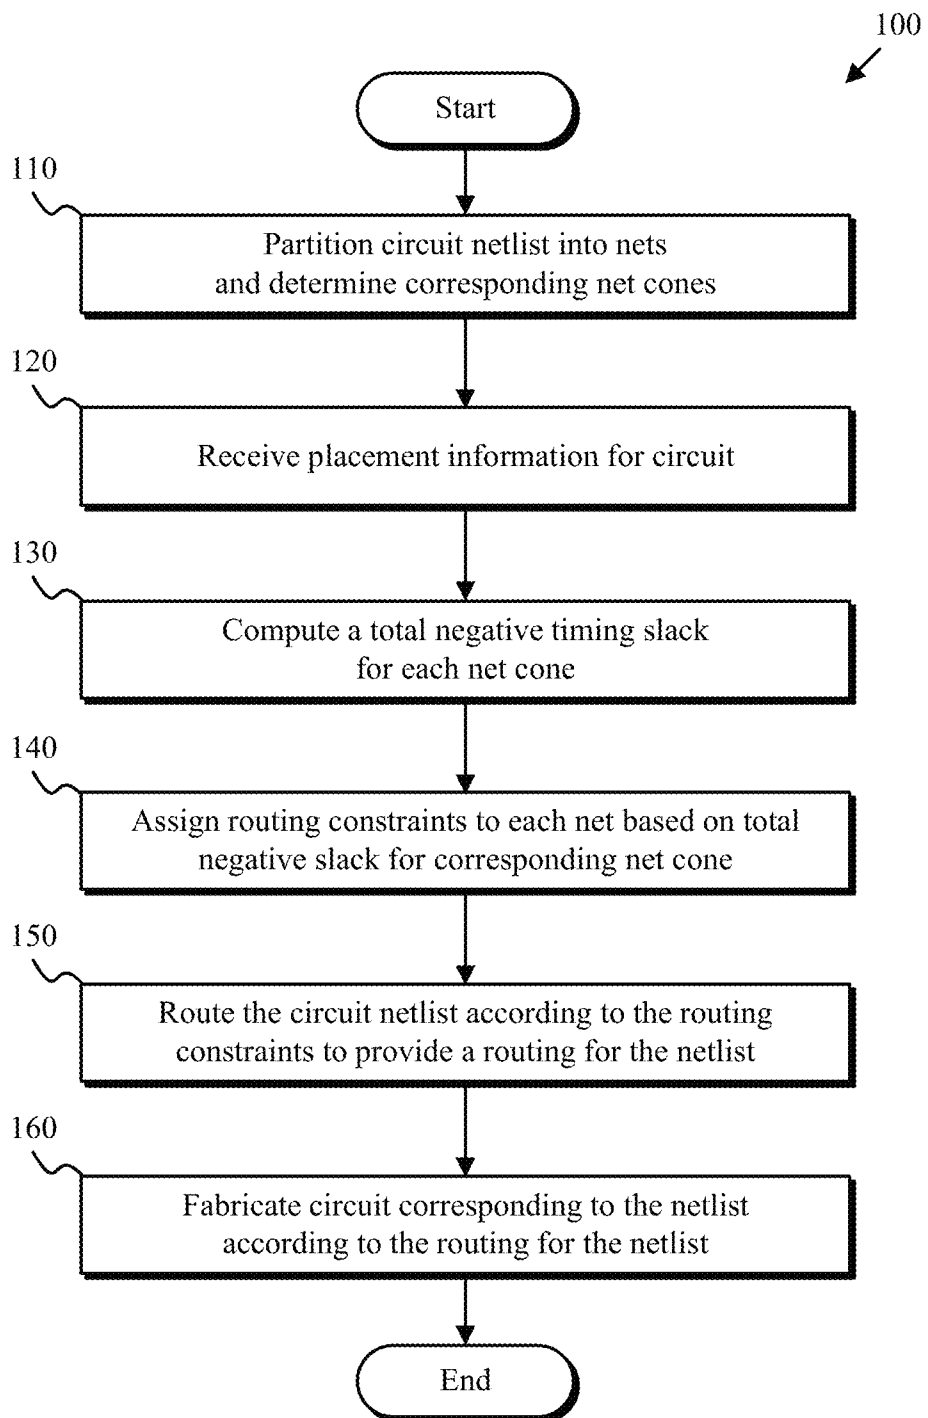 100
Start
110
Partition circuit netlist into nets
and determine corresponding net cones
120
Receive placement information for circuit
130
Compute a total negative timing slack
for each net cone
140
Assign routing constraints to each net based on total
negative slack for corresponding net cone
150
Route the circuit netlist according to the routing
constraints to provide a routing for the netlist
160
Fabricate circuit corresponding to the netlist
according to the routing for the netlist
End